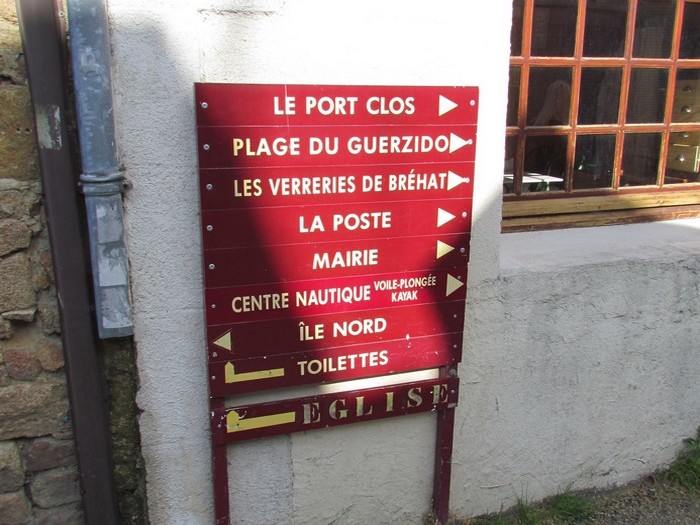 LE PORT CLOS
PLAGE DU GUERZIDO
LES VERRERIES DE BRÉHAT
LA POSTE
MAIRIE
CENTRE NAUTIQUE VOILE-PLONGÉE
KAYAK
ÎLE NORD
TOILETTES
EGLISE